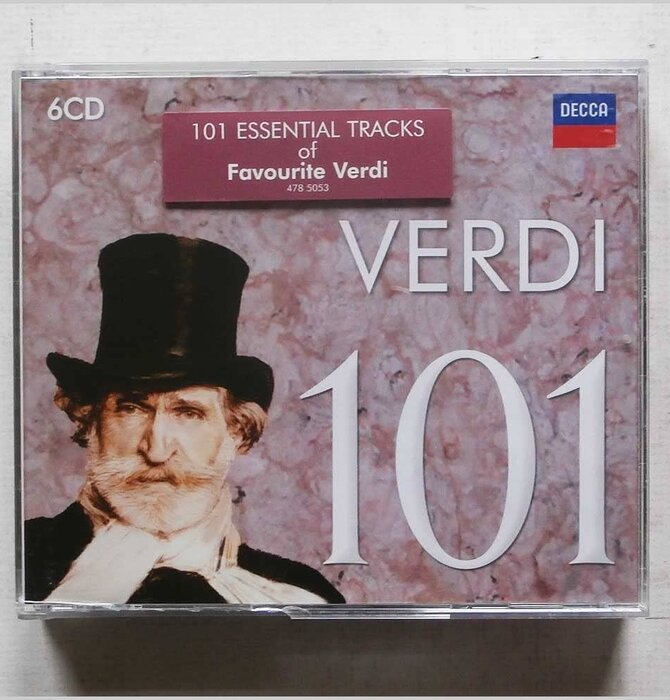 6CD
101 ESSENTIAL TRACKS
of
Favourite Verdi
478 5053
DECCA
VERDI
101